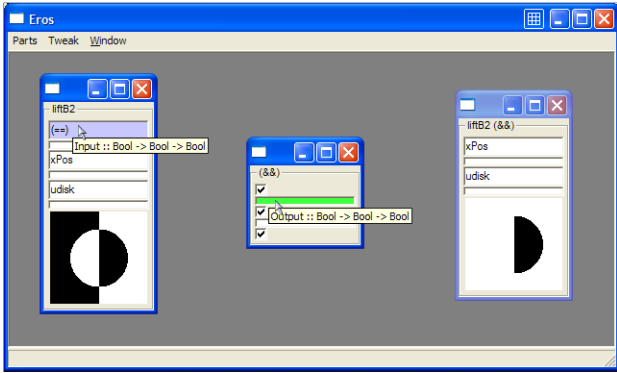 Eros
Parts Tweak Window
liftB2
(==)
Input :: Bool -> Bool -> Bool
xPos
udisk
(&&)
Output :: Bool -> Bool -> Bool
liftB2 (&&)
xPos
udisk